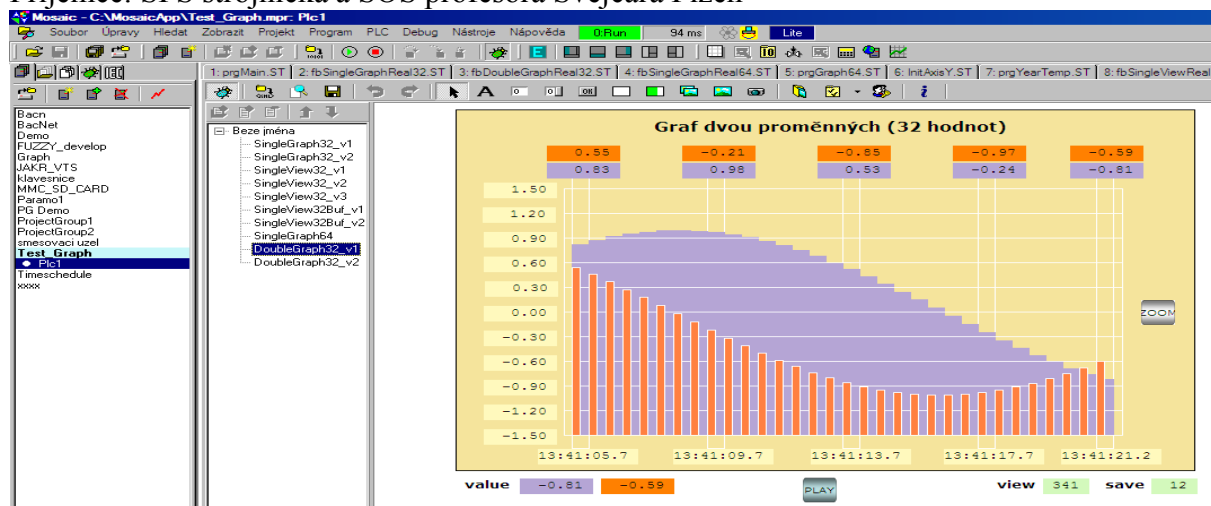 Příjemce: SPŠ strojnická a SOŠ profesora Švejcara Plzeň
Mosaic - C:\MosaicApp\Test_Graph.mpr: Plc1
Soubor Úpravy Hledat Zobrazit Projekt Program PLC Debug Nástroje Nápověda 0:Run 94 ms Lite
1: prgMain.ST 2: fbSingleGraphReal32.ST 3: fbDoubleGraphReal32.ST 4: fbSingleGraphReal64.ST 5: prgGraph64.ST 6: InitAxisY.ST 7: prgYearTemp.ST 8: fbSingleViewReal
Bacn
BacNet
Demo
FUZZY_develop
Graph
JAKR_VTS
klavesnice
MMC_SD_CARD
Paramo1
PG Demo
ProjectGroup1
ProjectGroup2
smesovaci uzel
Test_Graph
Plc1
Timeschedule
xxxx
Beze jména
SingleGraph32_v1
SingleGraph32_v2
SingleView32_v1
SingleView32_v2
SingleView32_v3
SingleView32Buf_v1
SingleView32Buf_v2
SingleGraph64
DoubleGraph32_v1
DoubleGraph32_v2
Graf dvou proměnných (32 hodnot)
0.55 -0.21 -0.85 -0.97 -0.59
0.83 0.98 0.53 -0.24 -0.81
1.50
1.20
0.90
0.60
0.30
0.00
-0.30
-0.60
-0.90
-1.20
-1.50
ZOOM
13:41:05.7 13:41:09.7 13:41:13.7 13:41:17.7 13:41:21.2
value -0.81 -0.59 PLAY view 341 save 12